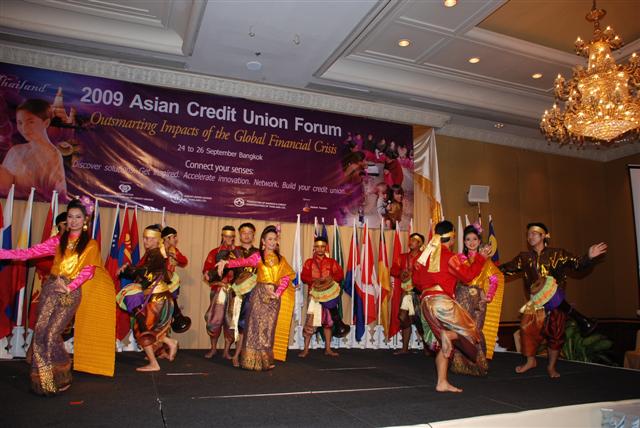 Thailand
2009 Asian Credit Union Forum
Outsmarting Impacts of the Global Financial Crisis
24 to 26 September Bangkok
Connect your senses:
Discover solutions. Get inspired. Accelerate innovation. Network. Build your credit union.